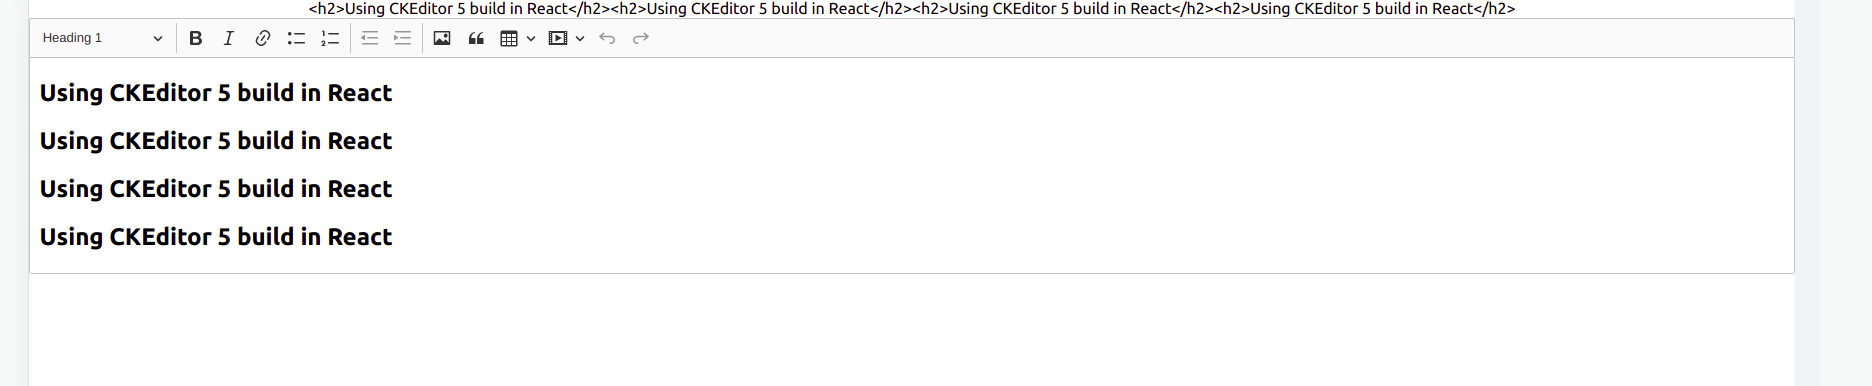 <h2>Using CKEditor 5 build in React</h2><h2>Using CKEditor 5 build in React</h2><h2>Using CKEditor 5 build in React</h2><h2>Using CKEditor 5 build in React</h2>
Heading 1 B I
Using CKEditor 5 build in React
Using CKEditor 5 build in React
Using CKEditor 5 build in React
Using CKEditor 5 build in React